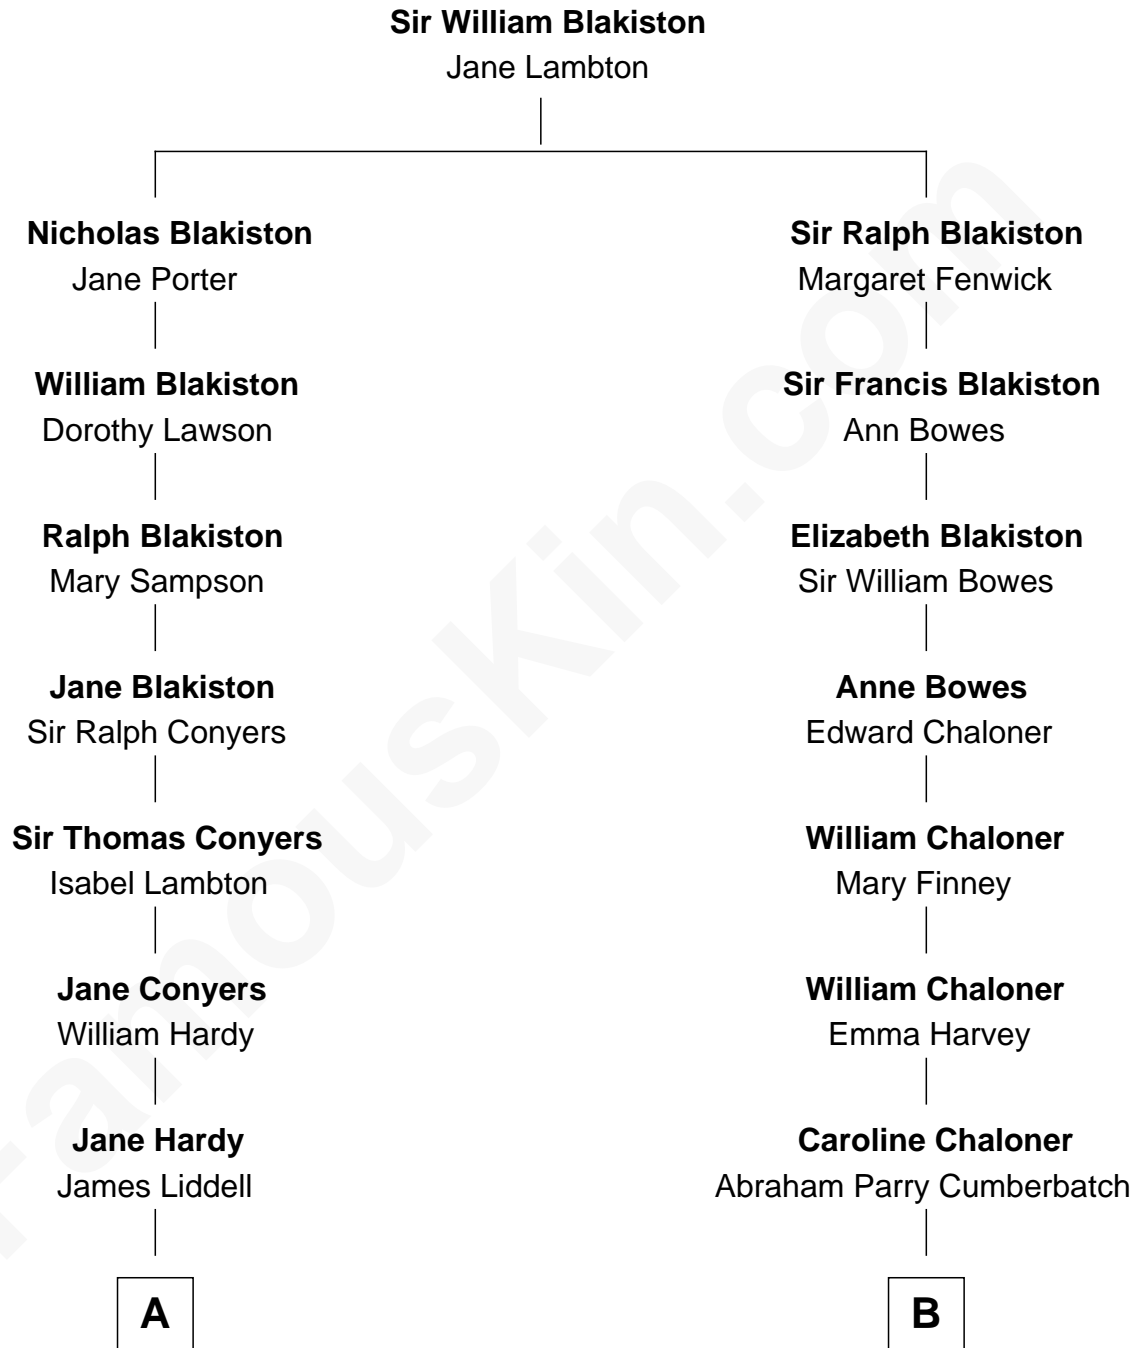 Sir William Blakiston
Jane Lambton
Nicholas Blakiston
Jane Porter
Sir Ralph Blakiston
Margaret Fenwick
William Blakiston
Dorothy Lawson
Sir Francis Blakiston
Ann Bowes
Ralph Blakiston
Mary Sampson
Elizabeth Blakiston
Sir William Bowes
Jane Blakiston
Sir Ralph Conyers
Anne Bowes
Edward Chaloner
Sir Thomas Conyers
Isabel Lambton
William Chaloner
Mary Finney
Jane Conyers
William Hardy
William Chaloner
Emma Harvey
Jane Hardy
James Liddell
Caroline Chaloner
Abraham Parry Cumberbatch
A
B
FamousKin.com